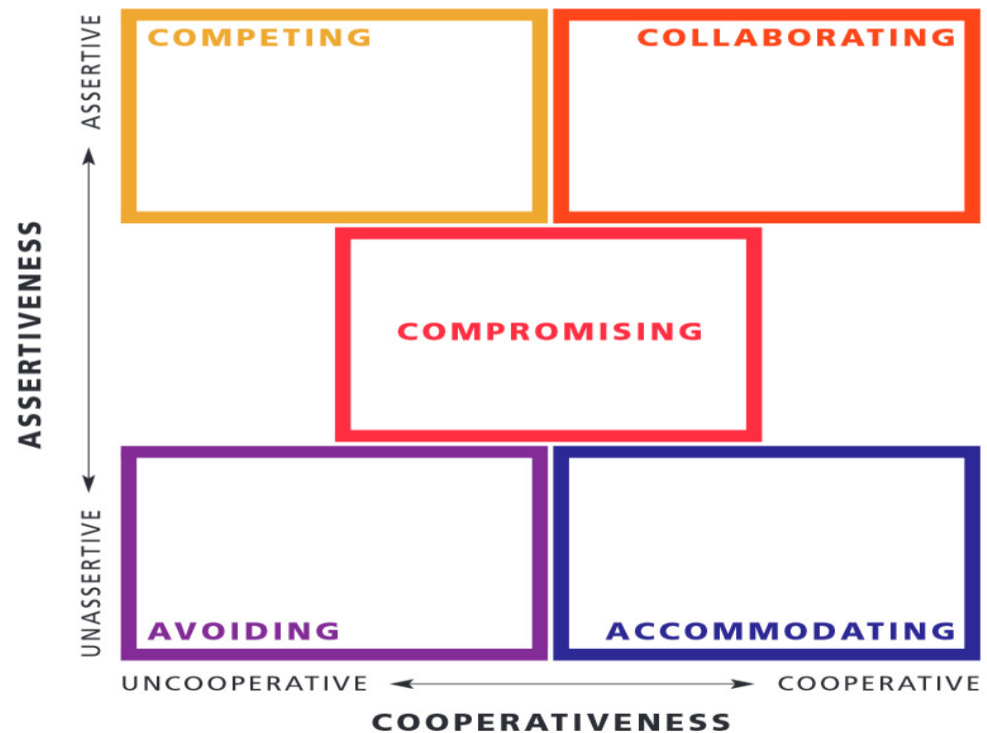 ASSERTIVE
COMPETING
COLLABORATING
ASSERTIVENESS
COMPROMISING
UNASSERTIVE
AVOIDING
ACCOMMODATING
UNCOOPERATIVE
COOPERATIVE
COOPERATIVENESS